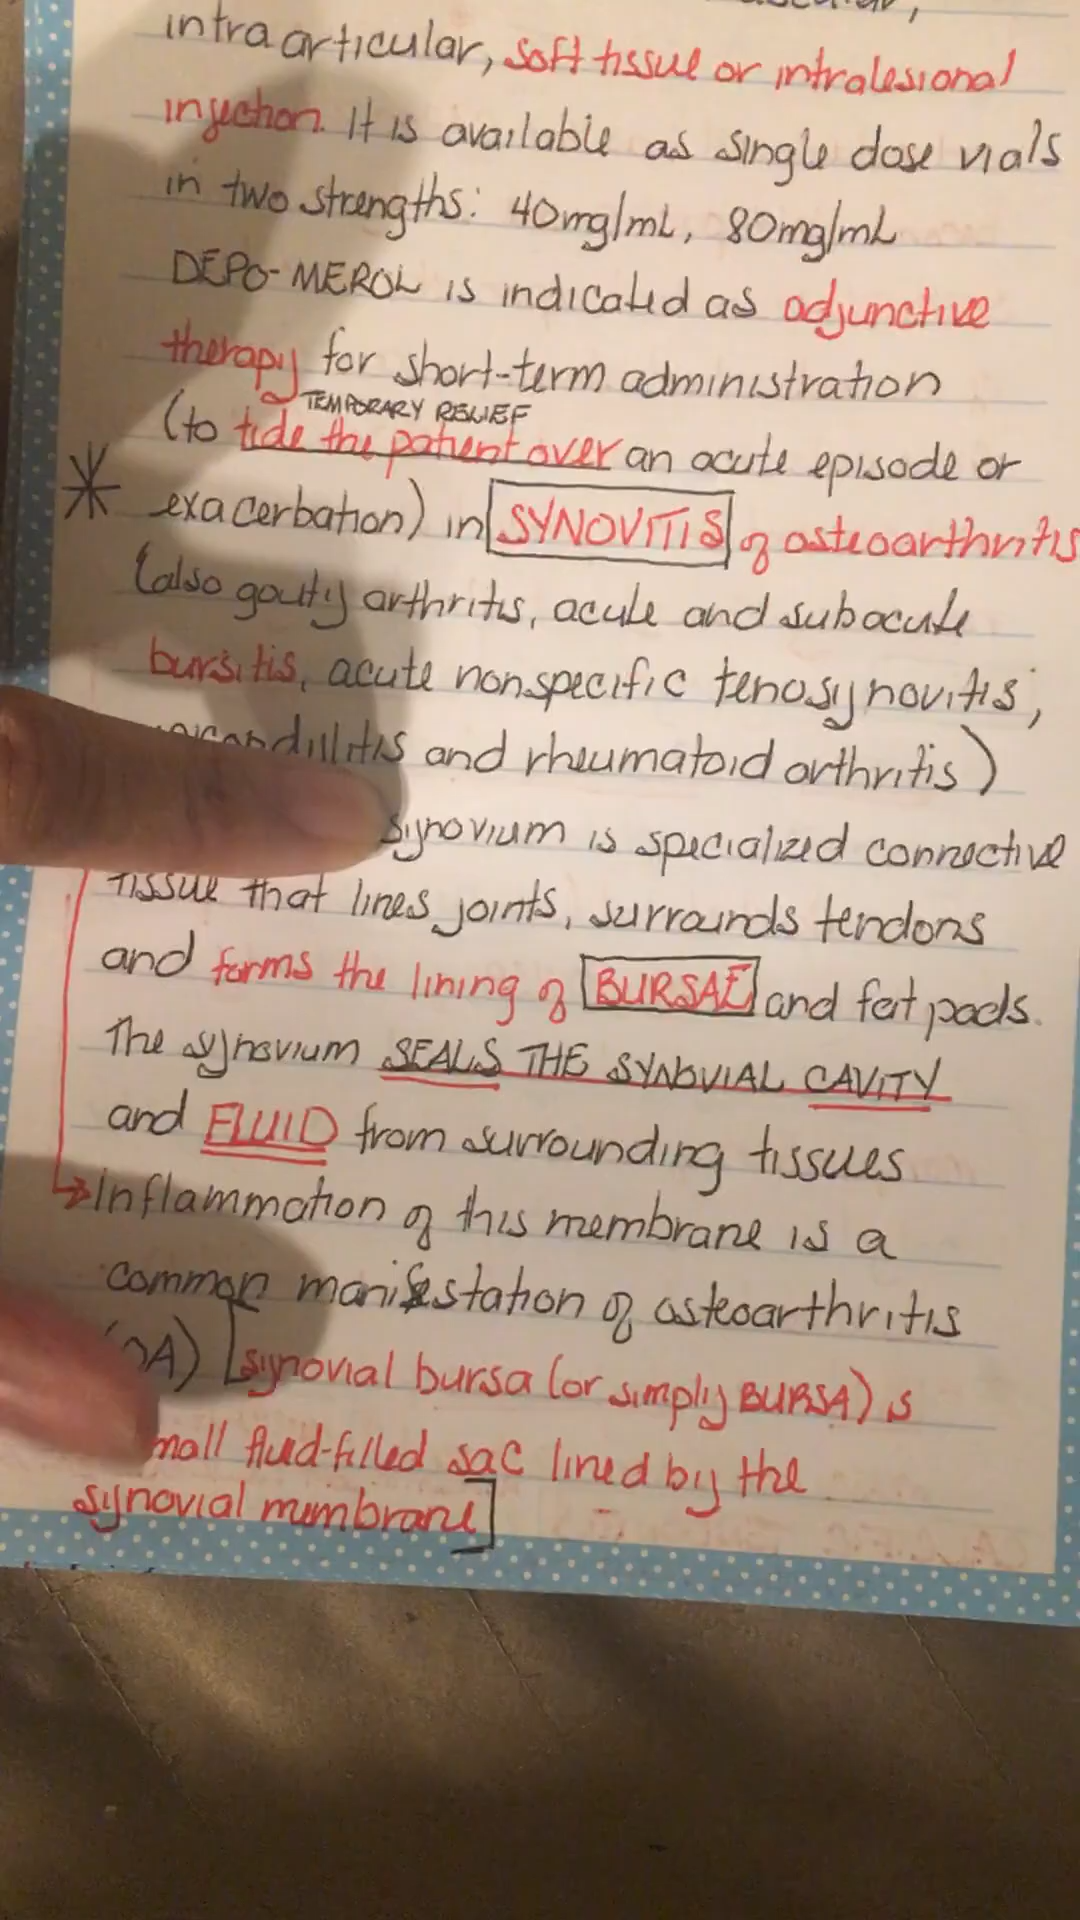 intraarticular, soft tissue or intralesional
injection. It is available as single dose vials
in two strengths: 40mg/mL, 80mg/mL
DEPO-MEROL is indicated as adjunctive
therapy for short-term administration
TEMPORARY RELIEF
(to tide the patient over an acute episode or
exacerbation) in SYNOVITIS of osteoarthritis
(also gouty arthritis, acute and subacute
bursitis, acute nonspecific tenosynovitis,
and rheumatoid arthritis)
synovium is specialized connective
tissue that lines joints, surrounds tendons
and forms the lining of BURSAE and fat pads.
The synovium SEALS THE SYNOVIAL CAVITY
and FLUID from surrounding tissues
→Inflammation of this membrane is a
common manifestation of osteoarthritis
OA) [synovial bursa (or simply BURSA) is
small fluid-filled sac lined by the
synovial membrane]